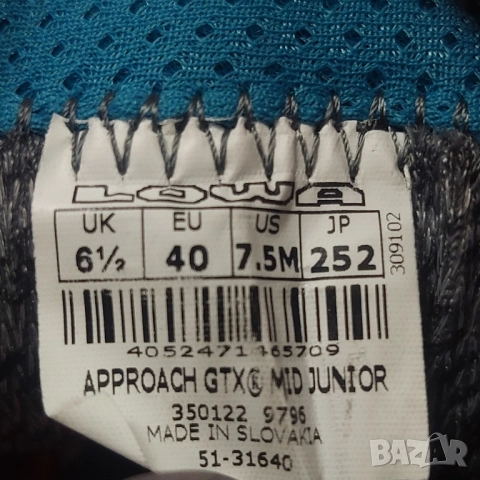 LOWA
UK EU US JP
6½ 40 7.5M 252
309102
4052471465709
APPROACH GTX® MID JUNIOR
350122 9796
MADE IN SLOVAKIA
51-31640
BAZAR